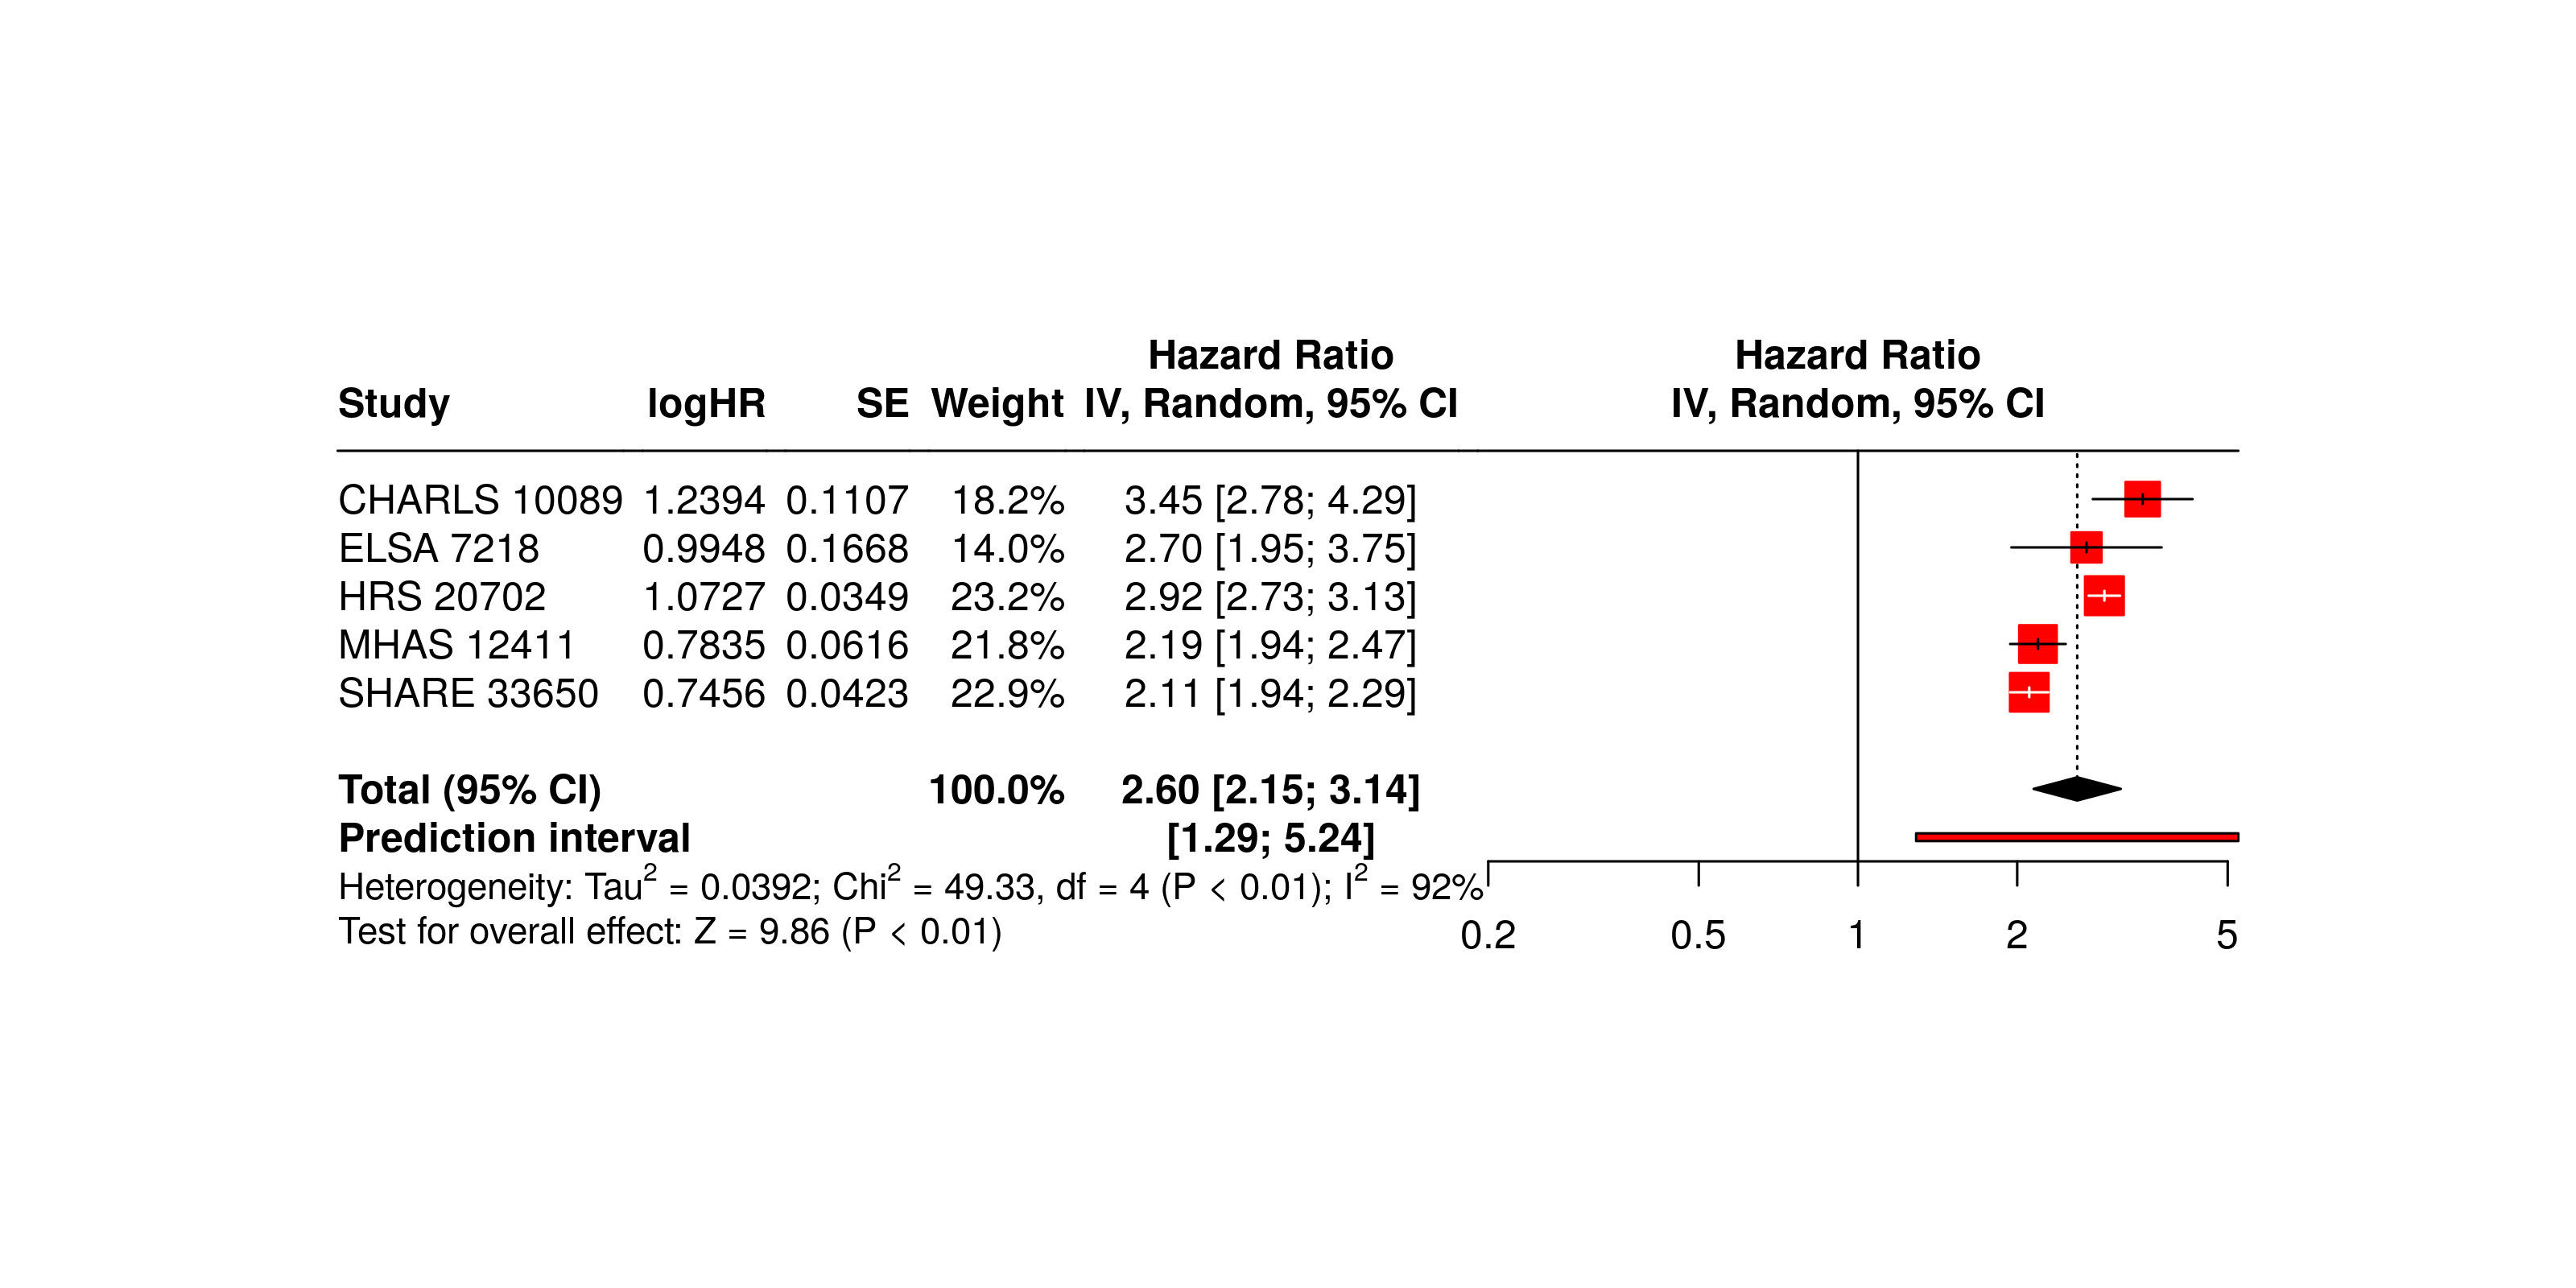 Hazard Ratio Hazard Ratio
Study logHR SE Weight IV, Random, 95% CI IV, Random, 95% CI
CHARLS 10089 1.2394 0.1107 18.2% 3.45 [2.78; 4.29]
ELSA 7218 0.9948 0.1668 14.0% 2.70 [1.95; 3.75]
HRS 20702 1.0727 0.0349 23.2% 2.92 [2.73; 3.13]
MHAS 12411 0.7835 0.0616 21.8% 2.19 [1.94; 2.47]
SHARE 33650 0.7456 0.0423 22.9% 2.11 [1.94; 2.29]
Total (95% CI) 100.0% 2.60 [2.15; 3.14]
Prediction interval [1.29; 5.24]
Heterogeneity: Tau² = 0.0392; Chi² = 49.33, df = 4 (P < 0.01); I² = 92%
Test for overall effect: Z = 9.86 (P < 0.01)
0.2 0.5 1 2 5